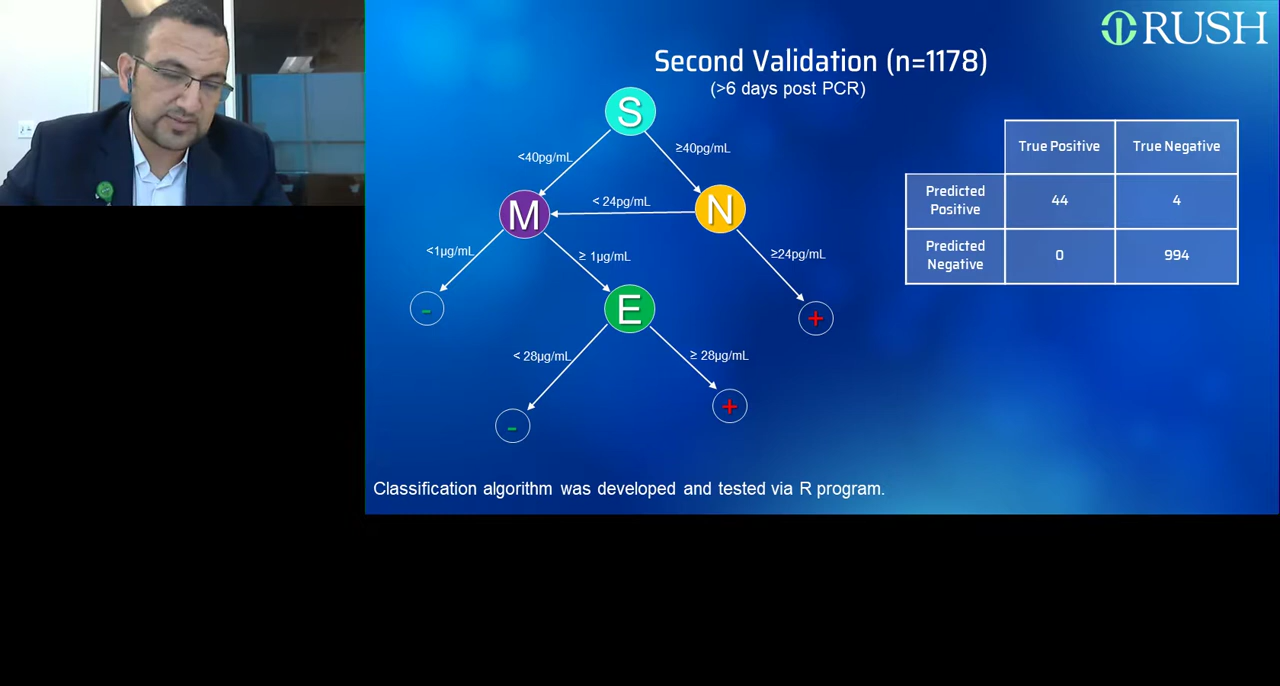 RUSH
Second Validation (n=1178)
(>6 days post PCR)
S
<40pg/mL
≥40pg/mL
M
< 24pg/mL
N
<1µg/mL
≥ 1µg/mL
≥24pg/mL
-
E
+
< 28µg/mL
≥ 28µg/mL
-
+
True Positive
True Negative
Predicted
Positive
44
4
Predicted
Negative
0
994
Classification algorithm was developed and tested via R program.